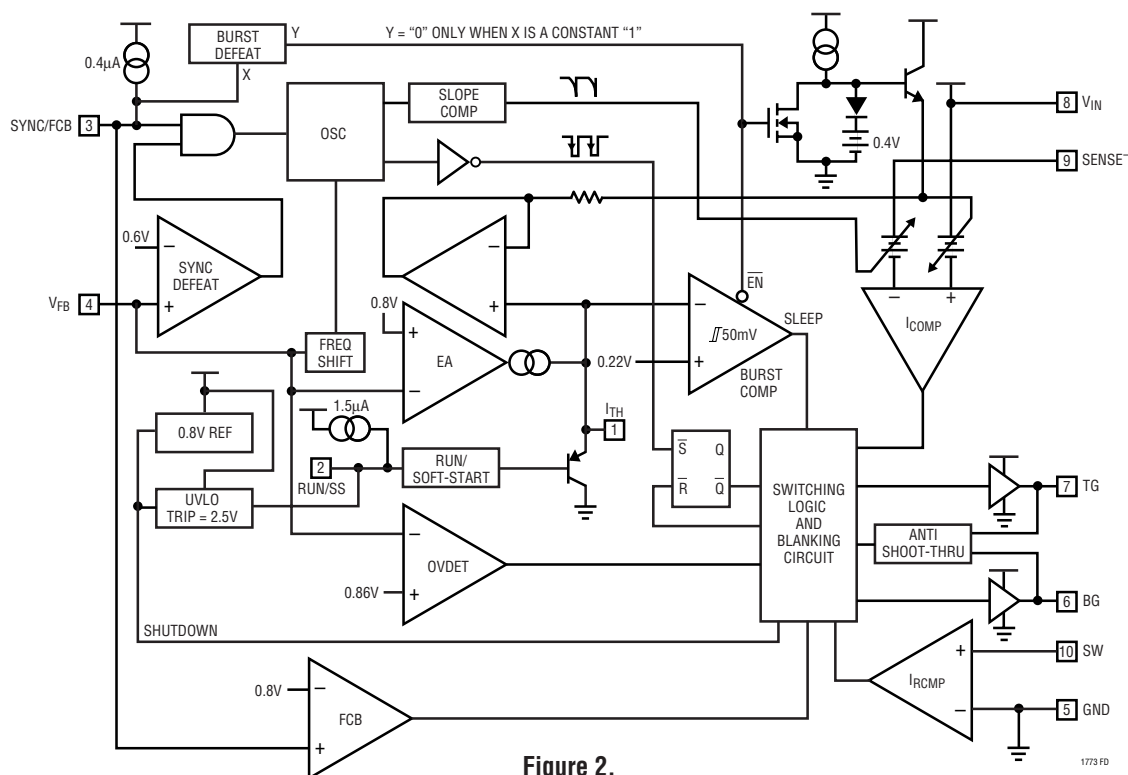 BURST
DEFEAT
Y
Y = “0” ONLY WHEN X IS A CONSTANT “1”
0.4µA
X
SLOPE
COMP
8
V_IN
SYNC/FCB
3
OSC
0.4V
9
SENSE–
0.6V
–
SYNC
DEFEAT
+
–
EN
–
+
V_FB
4
0.8V
+
+
–
SLEEP
I_COMP
FREQ
SHIFT
EA
50mV
–
0.22V
+
BURST
COMP
1.5µA
I_TH
1
0.8V REF
2
RUN/SS
RUN/
SOFT-START
S
Q
R
Q
SWITCHING
LOGIC
AND
BLANKING
CIRCUIT
7
TG
UVLO
TRIP = 2.5V
ANTI
SHOOT-THRU
–
OVDET
0.86V
+
6
BG
SHUTDOWN
+
10
SW
I_RCMP
0.8V
–
–
5
GND
FCB
+
Figure 2.
1773 FD